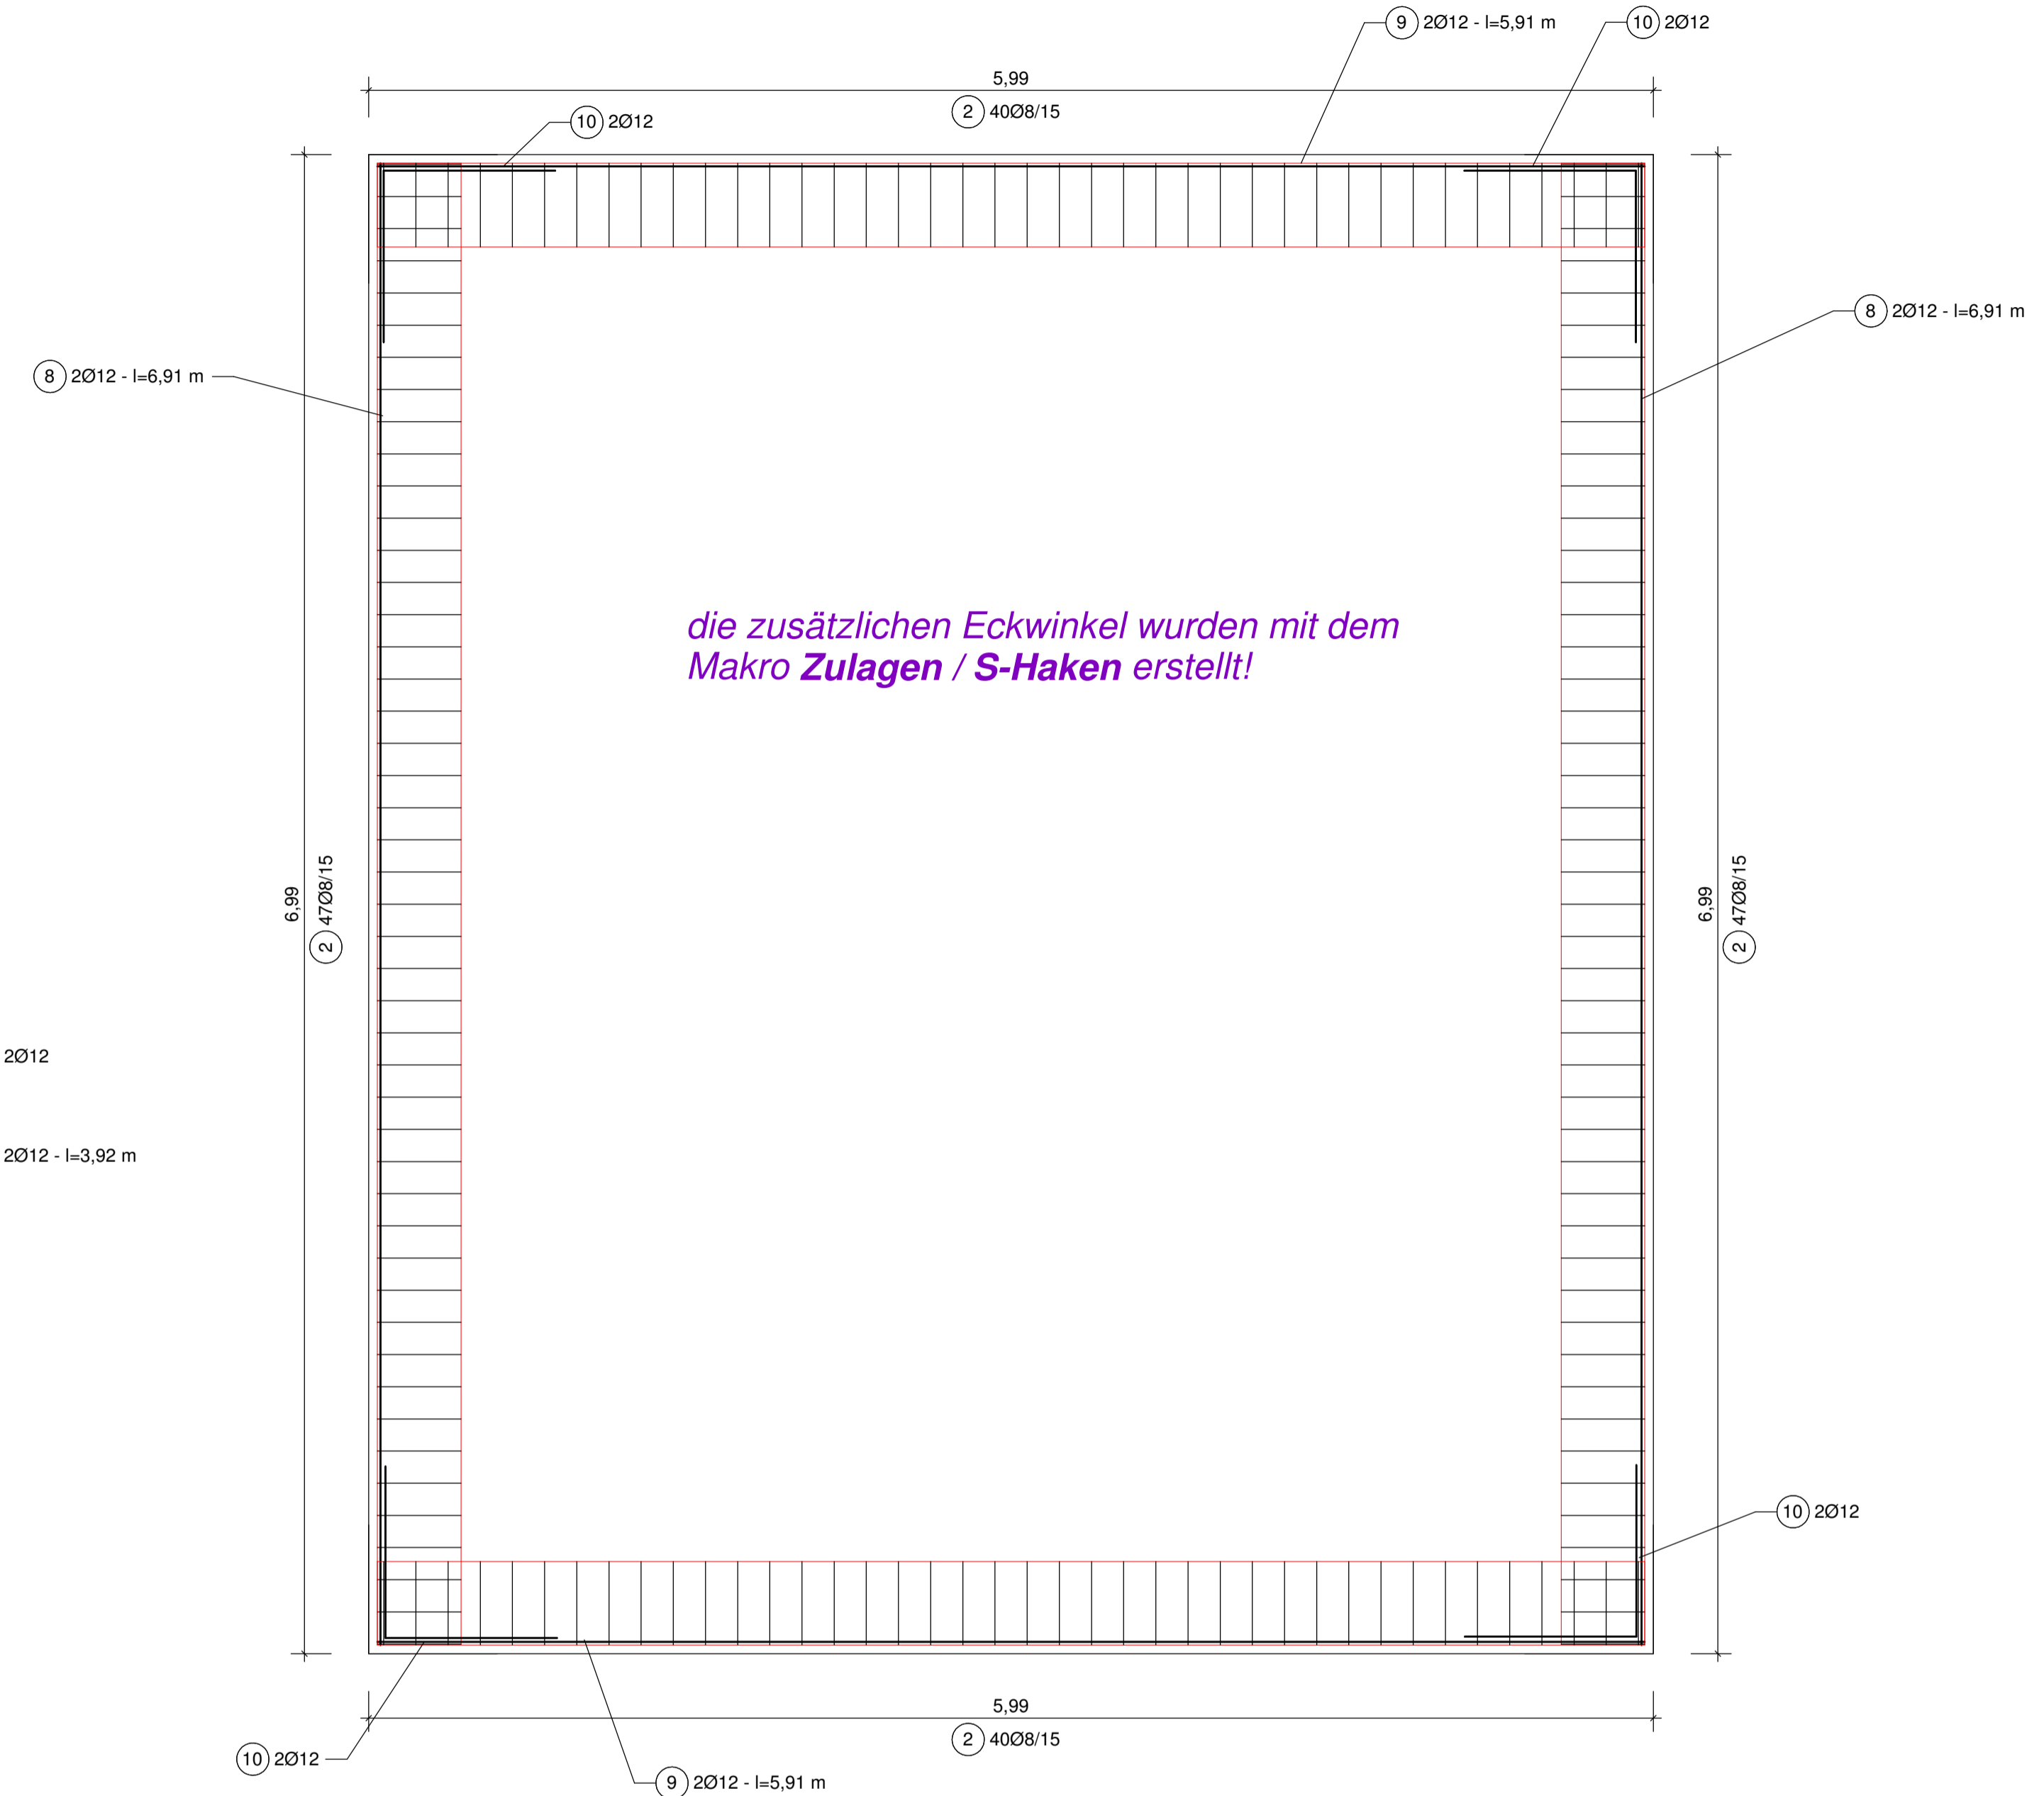 9 2Ø12 - l=5,91 m
10 2Ø12
5,99
2 40Ø8/15
10 2Ø12
8 2Ø12 - l=6,91 m
8 2Ø12 - l=6,91 m
die zusätzlichen Eckwinkel wurden mit dem
Makro Zulagen / S-Haken erstellt!
6,99
2 47Ø8/15
6,99
2 47Ø8/15
2Ø12
2Ø12 - l=3,92 m
10 2Ø12
5,99
2 40Ø8/15
10 2Ø12
9 2Ø12 - l=5,91 m